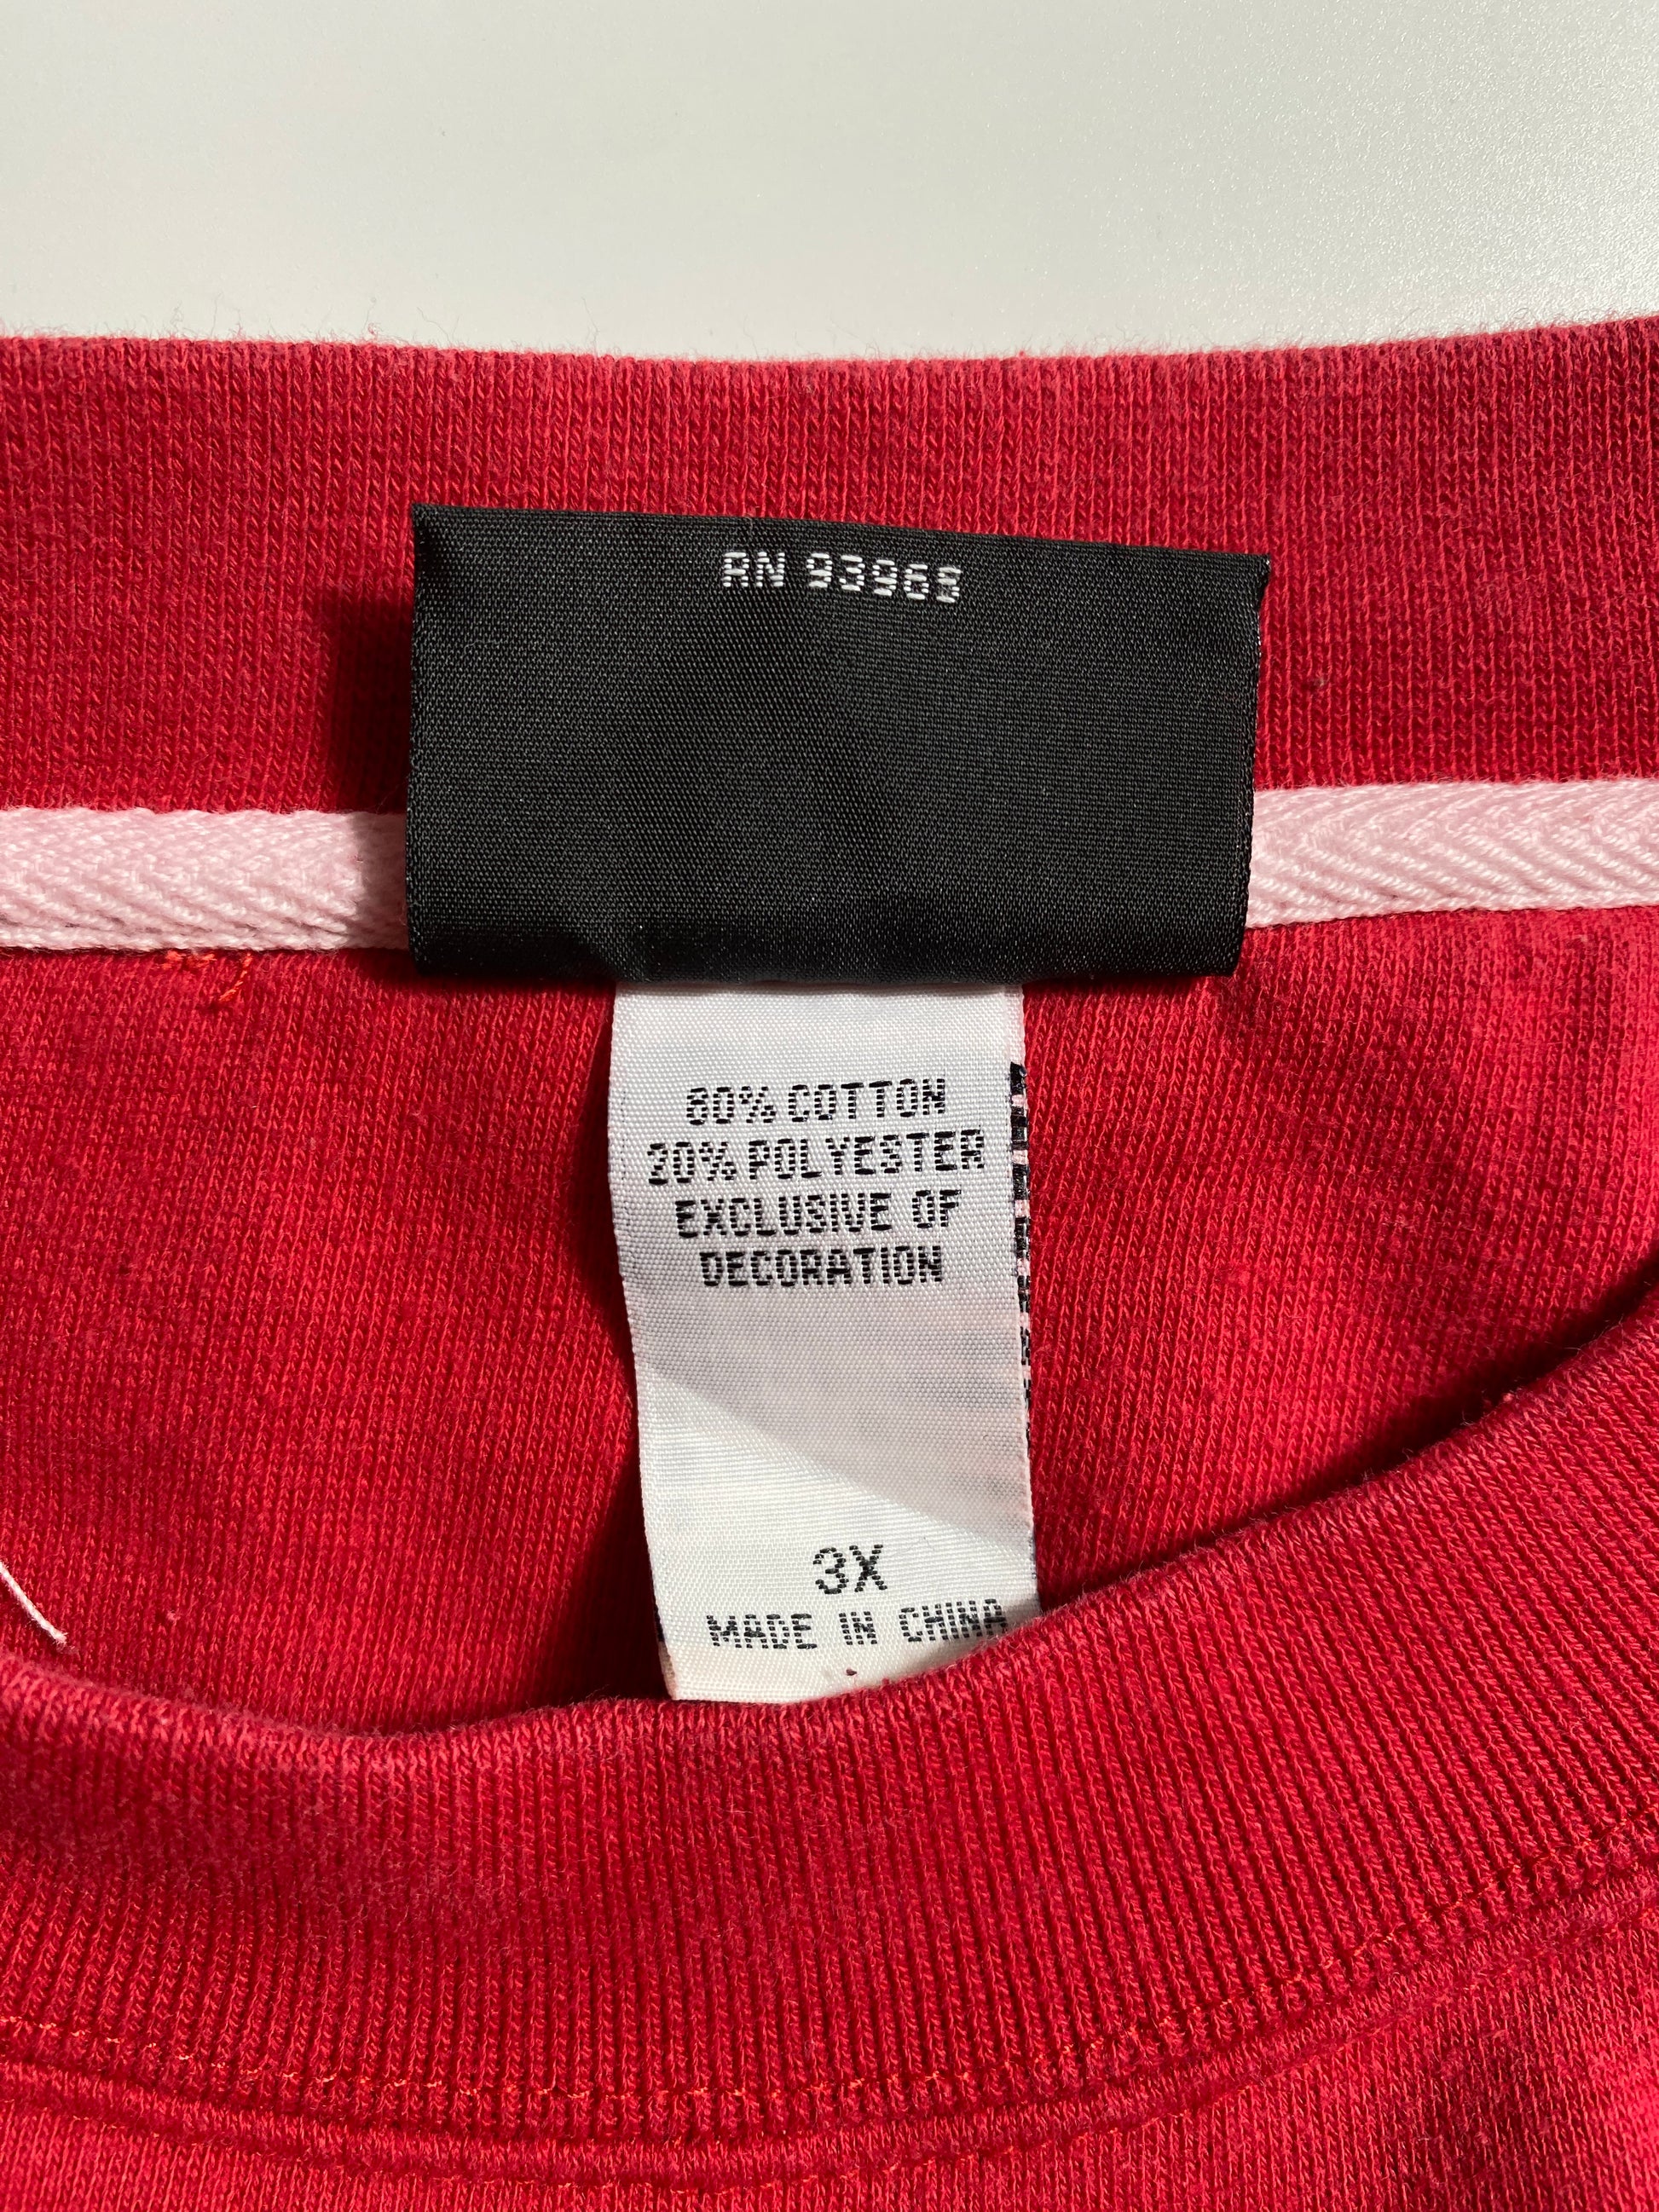 RN 93968
80% COTTON
20% POLYESTER
EXCLUSIVE OF
DECORATION
3X
MADE IN CHINA